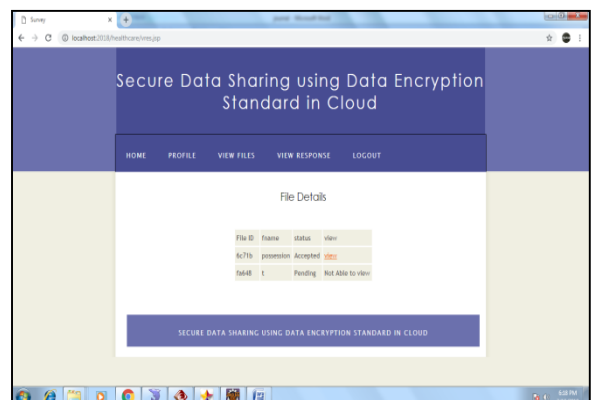 Survey
localhost:2018/healthcare/vres.jsp
Secure Data Sharing using Data Encryption
Standard in Cloud
HOME PROFILE VIEW FILES VIEW RESPONSE LOGOUT
File Details
File ID fname status view
6c71b possession Accepted view
fa648 t Pending Not Able to view
SECURE DATA SHARING USING DATA ENCRYPTION STANDARD IN CLOUD